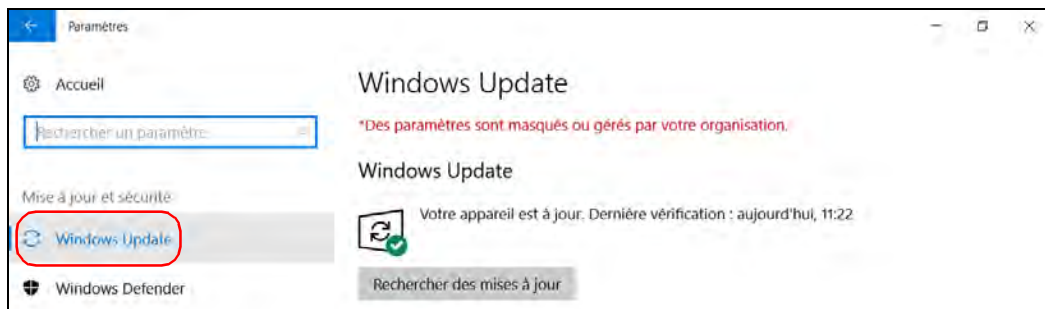 Paramètres
Accueil
Rechercher un paramètre
Mise à jour et sécurité
Windows Update
Windows Defender
Windows Update
*Des paramètres sont masqués ou gérés par votre organisation.
Windows Update
Votre appareil est à jour. Dernière vérification : aujourd'hui, 11:22
Rechercher des mises à jour